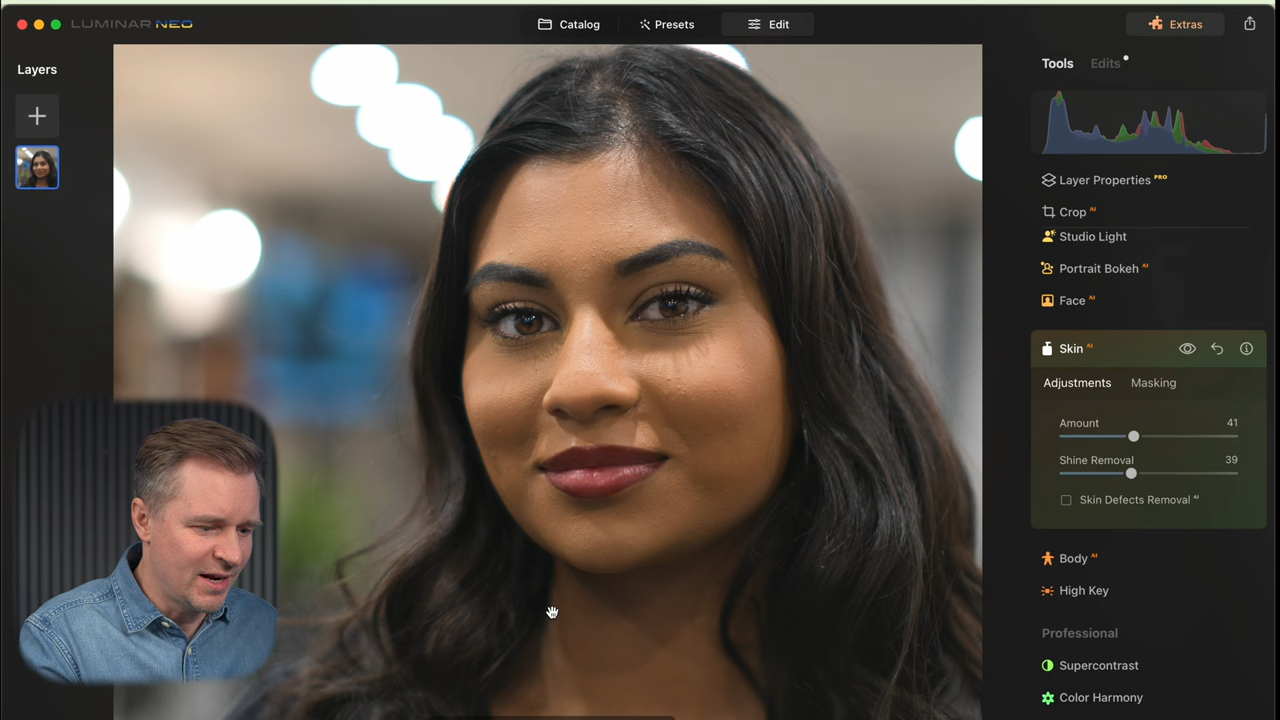 LUMINAR NEO
Catalog
Presets
Edit
Extras
Layers
Tools
Edits
Layer Properties PRO
Crop AI
Studio Light
Portrait Bokeh AI
Face AI
Skin AI
Adjustments
Masking
Amount
41
Shine Removal
39
Skin Defects Removal AI
Body AI
High Key
Professional
Supercontrast
Color Harmony